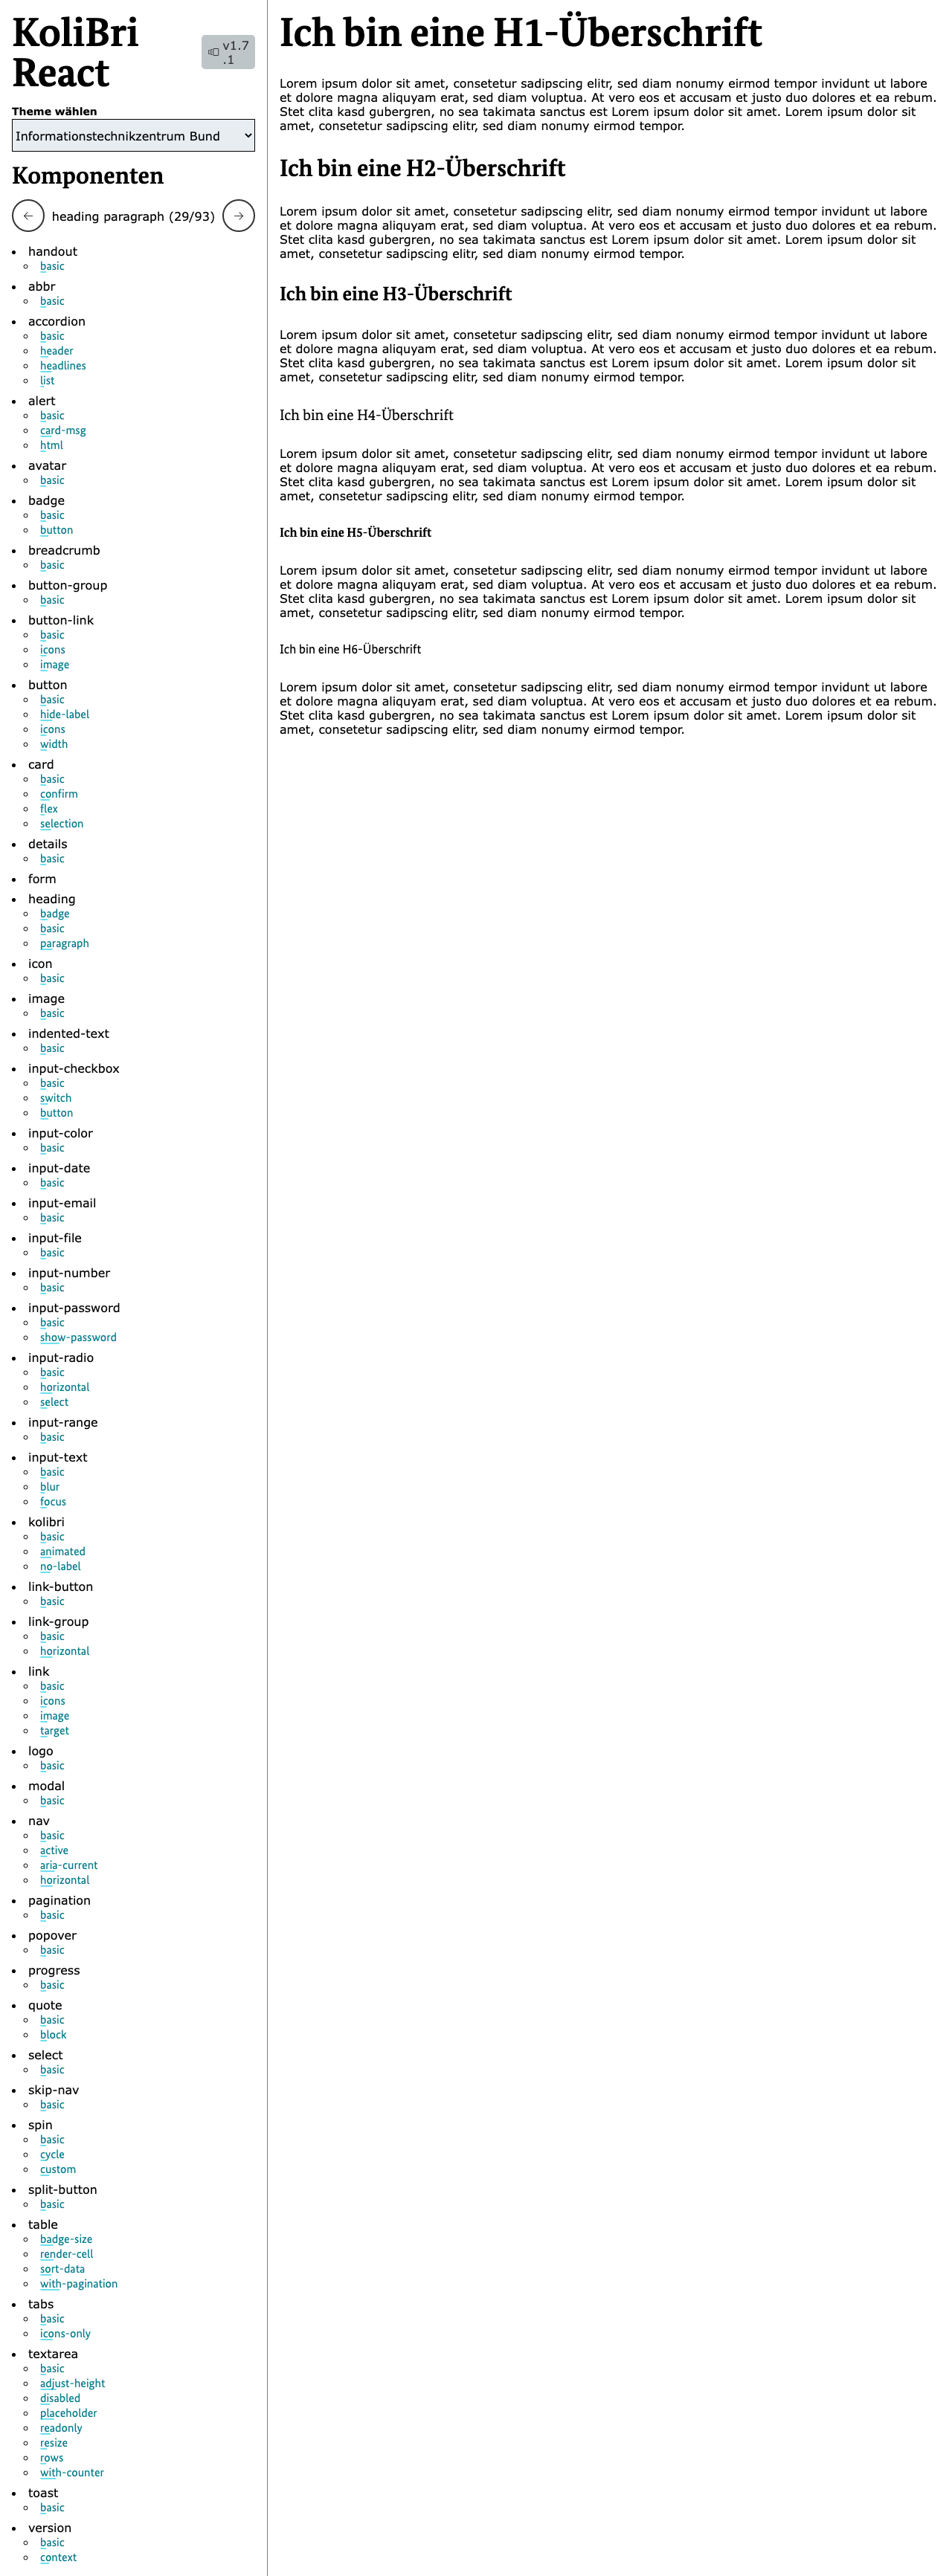 KoliBri
React
v1.7
.1
Theme wählen
Informationstechnikzentrum Bund
Komponenten
← heading paragraph (29/93) →
handout
basic
abbr
basic
accordion
basic
header
headlines
list
alert
basic
card-msg
html
avatar
basic
badge
basic
button
breadcrumb
basic
button-group
basic
button-link
basic
icons
image
button
basic
hide-label
icons
width
card
basic
confirm
flex
selection
details
basic
form
heading
badge
basic
paragraph
icon
basic
image
basic
indented-text
basic
input-checkbox
basic
switch
button
input-color
basic
input-date
basic
input-email
basic
input-file
basic
input-number
basic
input-password
basic
show-password
input-radio
basic
horizontal
select
input-range
basic
input-text
basic
blur
focus
kolibri
basic
animated
no-label
link-button
basic
link-group
basic
horizontal
link
basic
icons
image
target
logo
basic
modal
basic
nav
basic
active
aria-current
horizontal
pagination
basic
popover
basic
progress
basic
quote
basic
block
select
basic
skip-nav
basic
spin
basic
cycle
custom
split-button
basic
table
badge-size
render-cell
sort-data
with-pagination
tabs
basic
icons-only
textarea
basic
adjust-height
disabled
placeholder
readonly
resize
rows
with-counter
toast
basic
version
basic
context
Ich bin eine H1-Überschrift
Lorem ipsum dolor sit amet, consetetur sadipscing elitr, sed diam nonumy eirmod tempor invidunt ut labore
et dolore magna aliquyam erat, sed diam voluptua. At vero eos et accusam et justo duo dolores et ea rebum.
Stet clita kasd gubergren, no sea takimata sanctus est Lorem ipsum dolor sit amet. Lorem ipsum dolor sit
amet, consetetur sadipscing elitr, sed diam nonumy eirmod tempor.
Ich bin eine H2-Überschrift
Lorem ipsum dolor sit amet, consetetur sadipscing elitr, sed diam nonumy eirmod tempor invidunt ut labore
et dolore magna aliquyam erat, sed diam voluptua. At vero eos et accusam et justo duo dolores et ea rebum.
Stet clita kasd gubergren, no sea takimata sanctus est Lorem ipsum dolor sit amet. Lorem ipsum dolor sit
amet, consetetur sadipscing elitr, sed diam nonumy eirmod tempor.
Ich bin eine H3-Überschrift
Lorem ipsum dolor sit amet, consetetur sadipscing elitr, sed diam nonumy eirmod tempor invidunt ut labore
et dolore magna aliquyam erat, sed diam voluptua. At vero eos et accusam et justo duo dolores et ea rebum.
Stet clita kasd gubergren, no sea takimata sanctus est Lorem ipsum dolor sit amet. Lorem ipsum dolor sit
amet, consetetur sadipscing elitr, sed diam nonumy eirmod tempor.
Ich bin eine H4-Überschrift
Lorem ipsum dolor sit amet, consetetur sadipscing elitr, sed diam nonumy eirmod tempor invidunt ut labore
et dolore magna aliquyam erat, sed diam voluptua. At vero eos et accusam et justo duo dolores et ea rebum.
Stet clita kasd gubergren, no sea takimata sanctus est Lorem ipsum dolor sit amet. Lorem ipsum dolor sit
amet, consetetur sadipscing elitr, sed diam nonumy eirmod tempor.
Ich bin eine H5-Überschrift
Lorem ipsum dolor sit amet, consetetur sadipscing elitr, sed diam nonumy eirmod tempor invidunt ut labore
et dolore magna aliquyam erat, sed diam voluptua. At vero eos et accusam et justo duo dolores et ea rebum.
Stet clita kasd gubergren, no sea takimata sanctus est Lorem ipsum dolor sit amet. Lorem ipsum dolor sit
amet, consetetur sadipscing elitr, sed diam nonumy eirmod tempor.
Ich bin eine H6-Überschrift
Lorem ipsum dolor sit amet, consetetur sadipscing elitr, sed diam nonumy eirmod tempor invidunt ut labore
et dolore magna aliquyam erat, sed diam voluptua. At vero eos et accusam et justo duo dolores et ea rebum.
Stet clita kasd gubergren, no sea takimata sanctus est Lorem ipsum dolor sit amet. Lorem ipsum dolor sit
amet, consetetur sadipscing elitr, sed diam nonumy eirmod tempor.